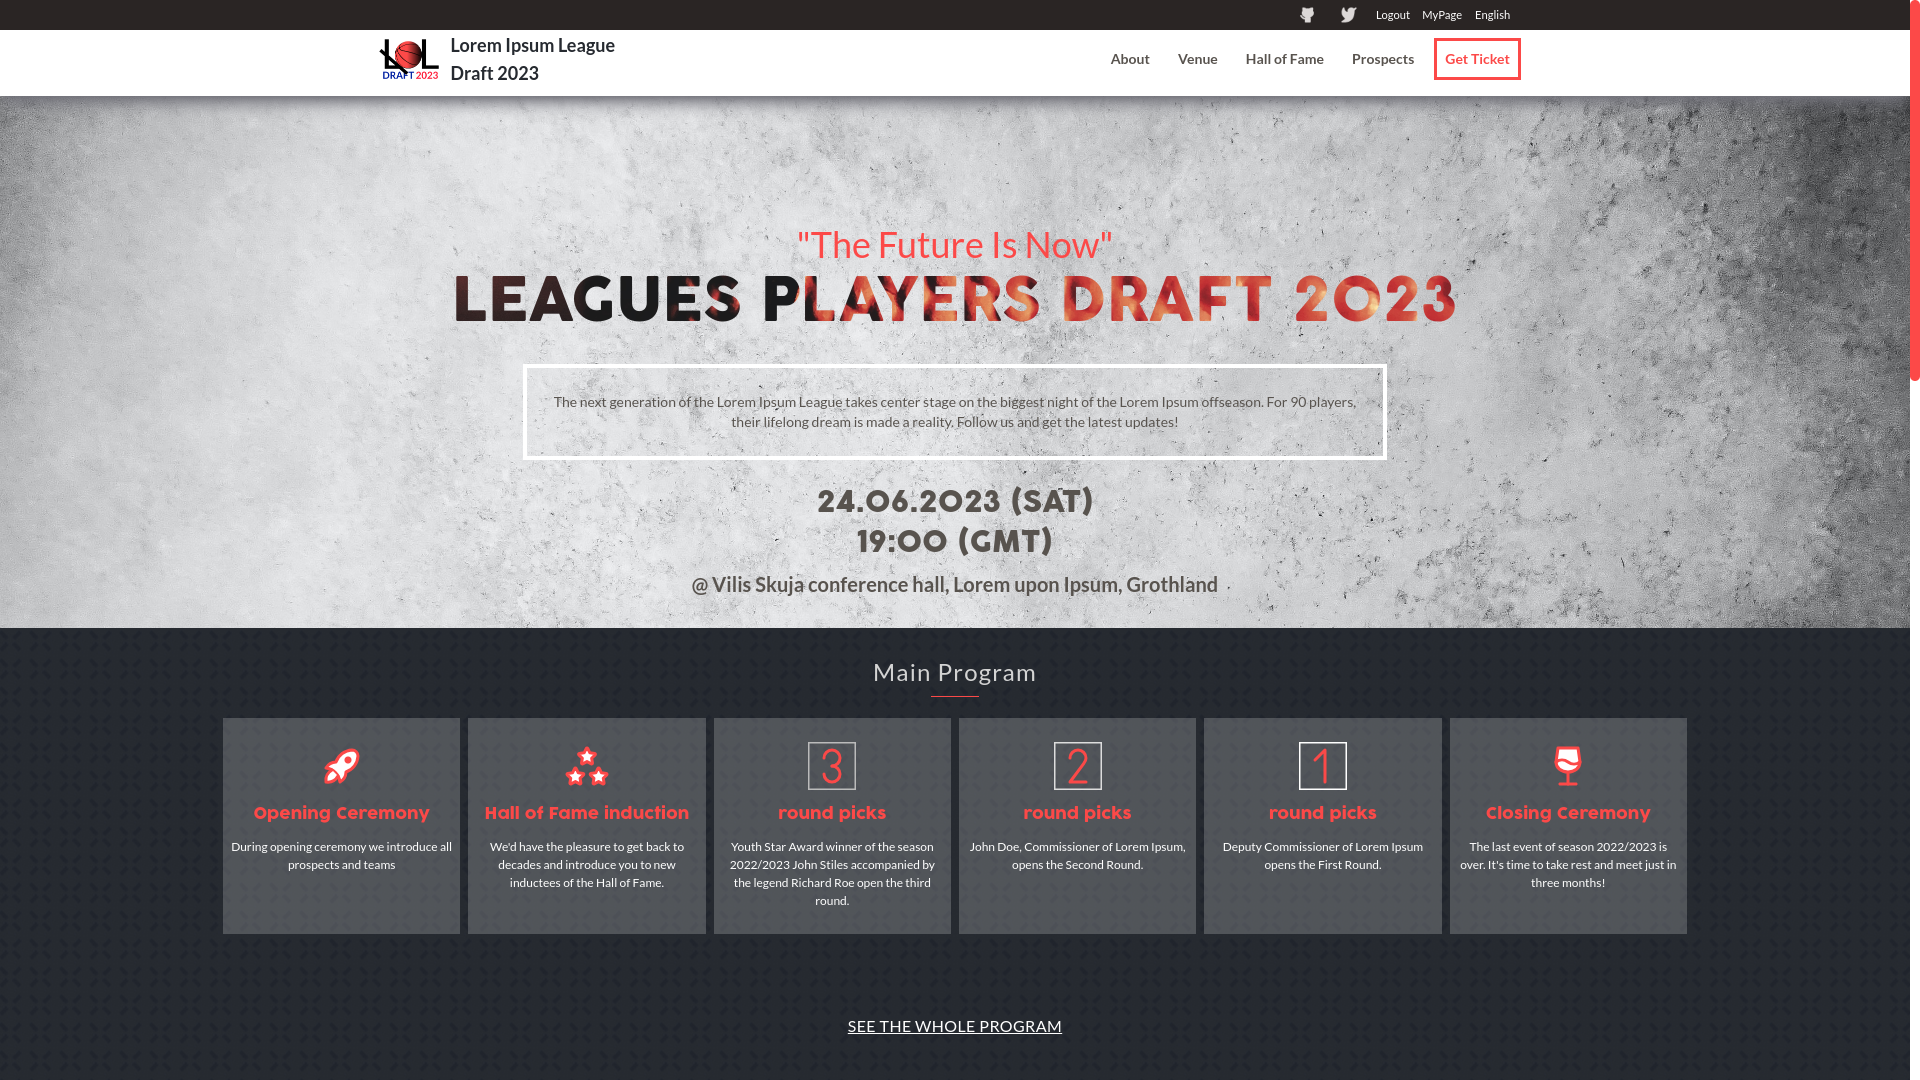 Logout MyPage English
LOL
DRAFT 2023
Lorem Ipsum League
Draft 2023
About Venue Hall of Fame Prospects Get Ticket
"The Future Is Now"
LEAGUES PLAYERS DRAFT 2023
The next generation of the Lorem Ipsum League takes center stage on the biggest night of the Lorem Ipsum offseason. For 90 players,
their lifelong dream is made a reality. Follow us and get the latest updates!
24.06.2023 (SAT)
19:00 (GMT)
@ Vilis Skuja conference hall, Lorem upon Ipsum, Grothland
Main Program
Opening Ceremony
During opening ceremony we introduce all
prospects and teams
Hall of Fame induction
We'd have the pleasure to get back to
decades and introduce you to new
inductees of the Hall of Fame.
3
round picks
Youth Star Award winner of the season
2022/2023 John Stiles accompanied by
the legend Richard Roe open the third
round.
2
round picks
John Doe, Commissioner of Lorem Ipsum,
opens the Second Round.
1
round picks
Deputy Commissioner of Lorem Ipsum
opens the First Round.
Closing Ceremony
The last event of season 2022/2023 is
over. It's time to take rest and meet just in
three months!
SEE THE WHOLE PROGRAM